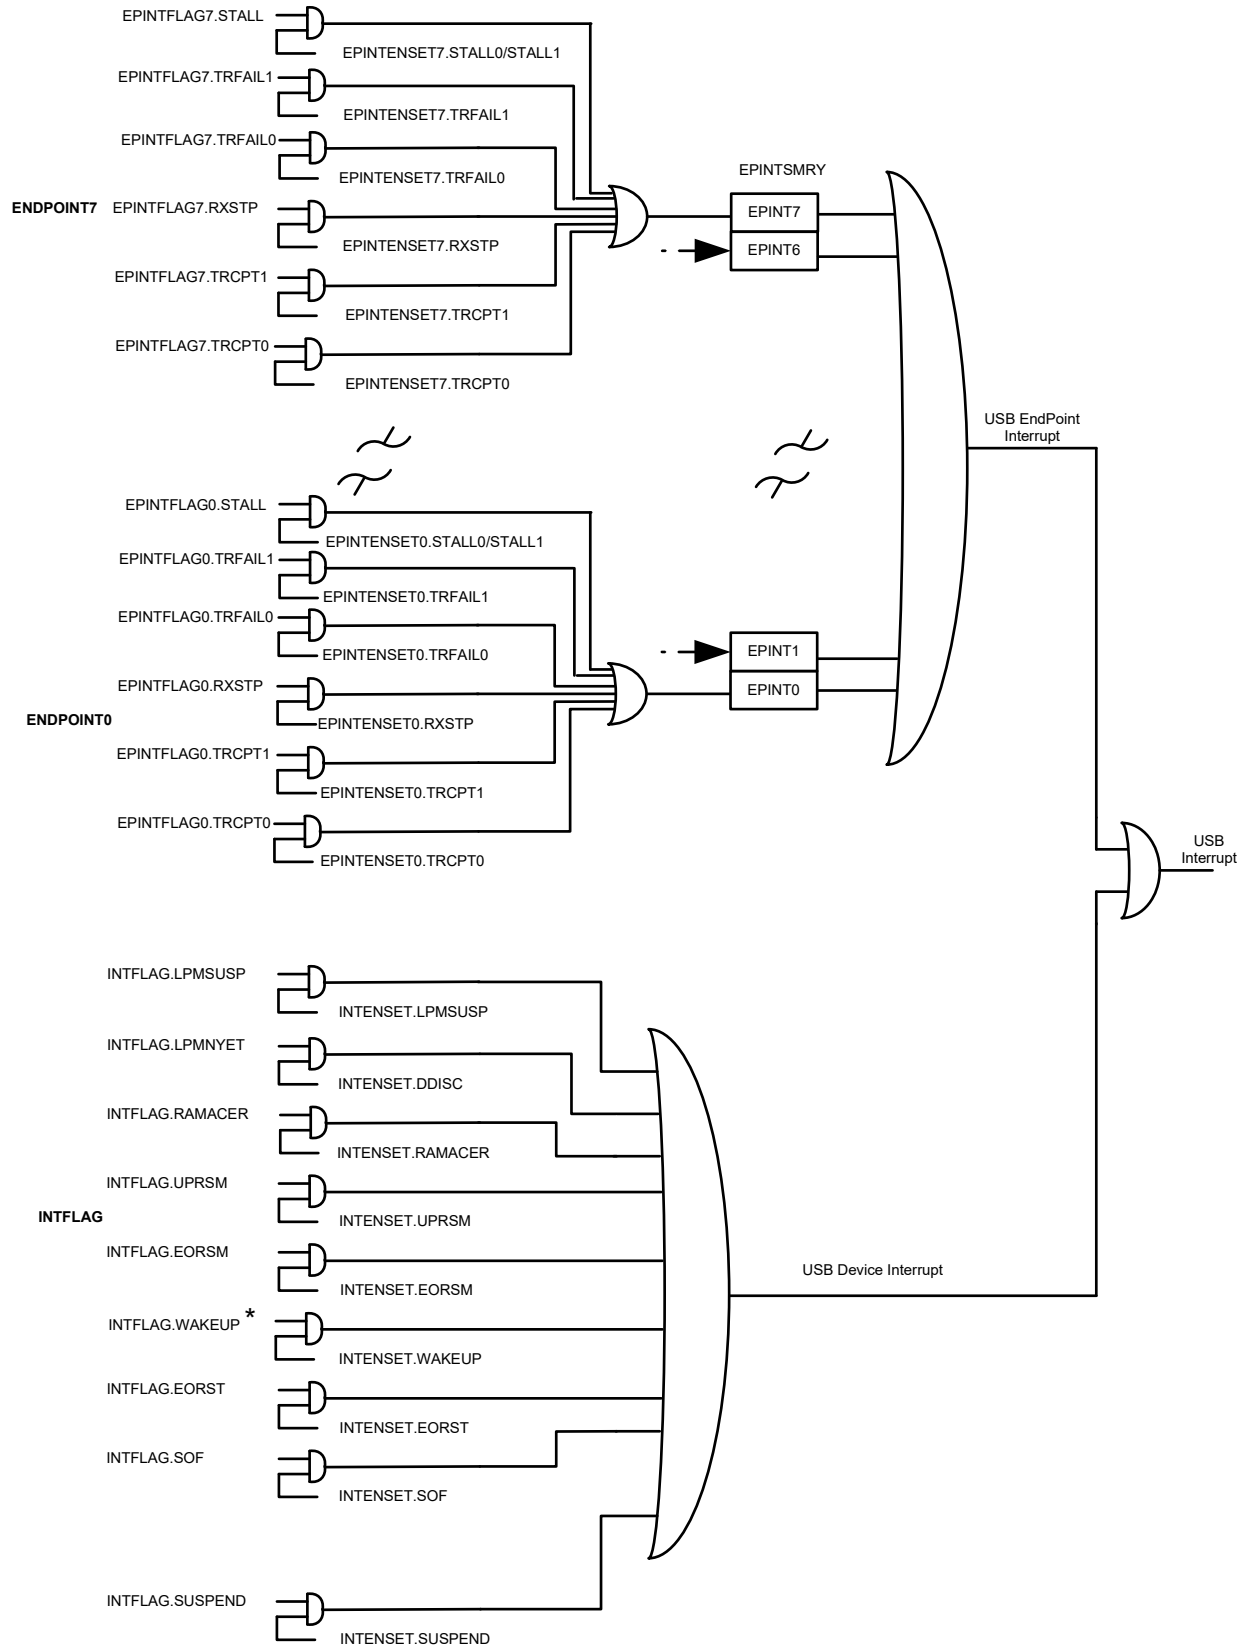 EPINTFLAG7.STALL
EPINTENSET7.STALL0/STALL1
EPINTFLAG7.TRFAIL1
EPINTENSET7.TRFAIL1
EPINTFLAG7.TRFAIL0
EPINTENSET7.TRFAIL0
EPINTSMRY
ENDPOINT7
EPINTFLAG7.RXSTP
EPINT7
EPINTENSET7.RXSTP
EPINT6
EPINTFLAG7.TRCPT1
EPINTENSET7.TRCPT1
EPINTFLAG7.TRCPT0
EPINTENSET7.TRCPT0
USB EndPoint
Interrupt
EPINTFLAG0.STALL
EPINTENSET0.STALL0/STALL1
EPINTFLAG0.TRFAIL1
EPINTENSET0.TRFAIL1
EPINTFLAG0.TRFAIL0
EPINTENSET0.TRFAIL0
EPINT1
EPINTFLAG0.RXSTP
EPINT0
ENDPOINT0
EPINTENSET0.RXSTP
EPINTFLAG0.TRCPT1
EPINTENSET0.TRCPT1
EPINTFLAG0.TRCPT0
EPINTENSET0.TRCPT0
USB
Interrupt
INTFLAG.LPMSUSP
INTENSET.LPMSUSP
INTFLAG.LPMNYET
INTENSET.DDISC
INTFLAG.RAMACER
INTENSET.RAMACER
INTFLAG.UPRSM
INTFLAG
INTENSET.UPRSM
INTFLAG.EORSM
USB Device Interrupt
INTENSET.EORSM
INTFLAG.WAKEUP *
INTENSET.WAKEUP
INTFLAG.EORST
INTENSET.EORST
INTFLAG.SOF
INTENSET.SOF
INTFLAG.SUSPEND
INTENSET.SUSPEND